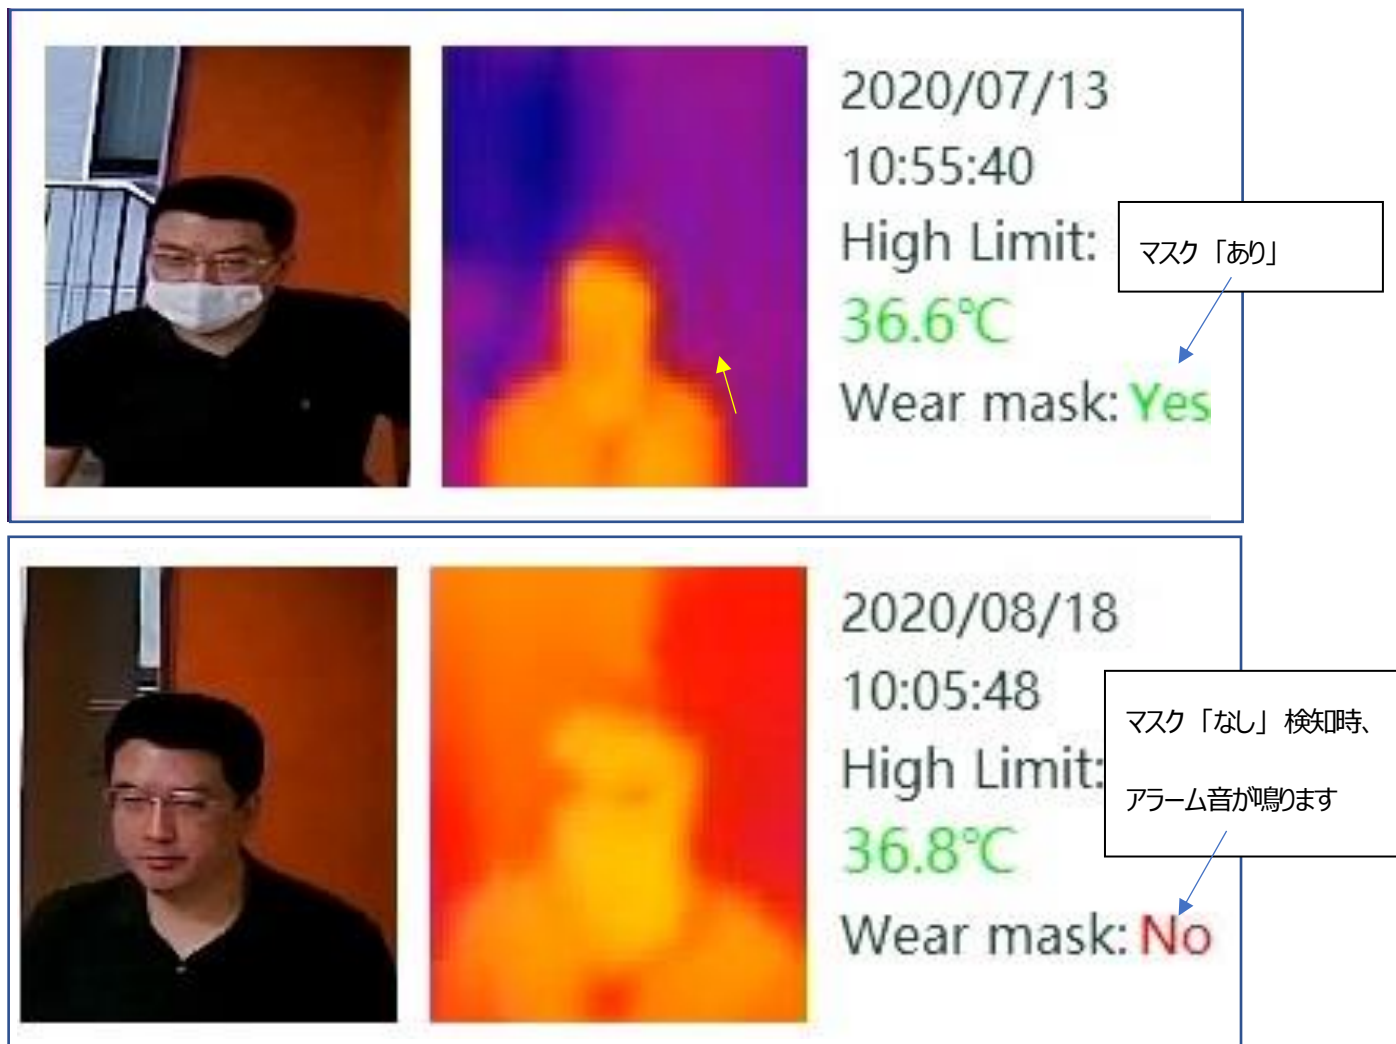 2020/07/13
10:55:40
High Limit:
36.6℃
Wear mask: Yes
マスク「あり」
2020/08/18
10:05:48
High Limit:
36.8℃
Wear mask: No
マスク「なし」検知時、
アラーム音が鳴ります